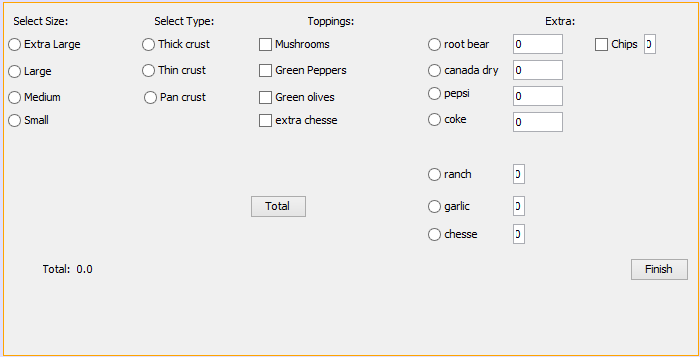 Select Size: Select Type: Toppings: Extra:
Extra Large Thick crust Mushrooms root bear 0 Chips 0
Large Thin crust Green Peppers canada dry 0
Medium Pan crust Green olives pepsi 0
Small extra chesse coke 0
ranch 0
Total garlic 0
chesse 0
Total: 0.0 Finish